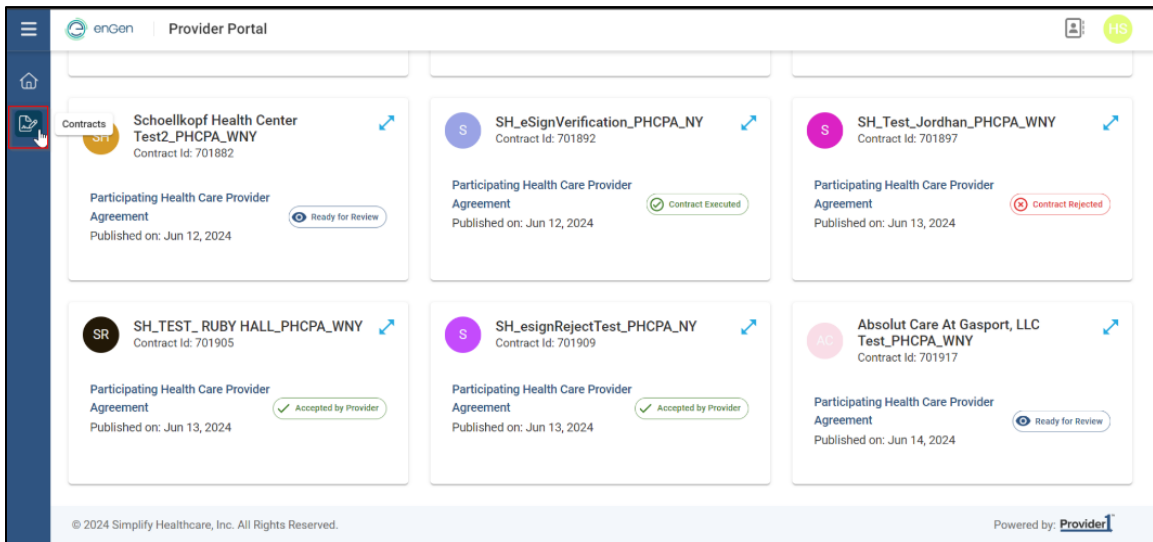 enGen
Provider Portal
HS
Contracts
SH
Schoellkopf Health Center
Test2_PHCPA_WNY
Contract Id: 701882
Participating Health Care Provider
Agreement
Ready for Review
Published on: Jun 12, 2024
S
SH_eSignVerification_PHCPA_NY
Contract Id: 701892
Participating Health Care Provider
Agreement
Contract Executed
Published on: Jun 12, 2024
S
SH_Test_Jordhan_PHCPA_WNY
Contract Id: 701897
Participating Health Care Provider
Agreement
Contract Rejected
Published on: Jun 13, 2024
SR
SH_TEST_ RUBY HALL_PHCPA_WNY
Contract Id: 701905
Participating Health Care Provider
Agreement
Accepted by Provider
Published on: Jun 13, 2024
S
SH_esignRejectTest_PHCPA_NY
Contract Id: 701909
Participating Health Care Provider
Agreement
Accepted by Provider
Published on: Jun 13, 2024
AC
Absolut Care At Gasport, LLC
Test_PHCPA_WNY
Contract Id: 701917
Participating Health Care Provider
Agreement
Ready for Review
Published on: Jun 14, 2024
© 2024 Simplify Healthcare, Inc. All Rights Reserved.
Powered by: Provider1™